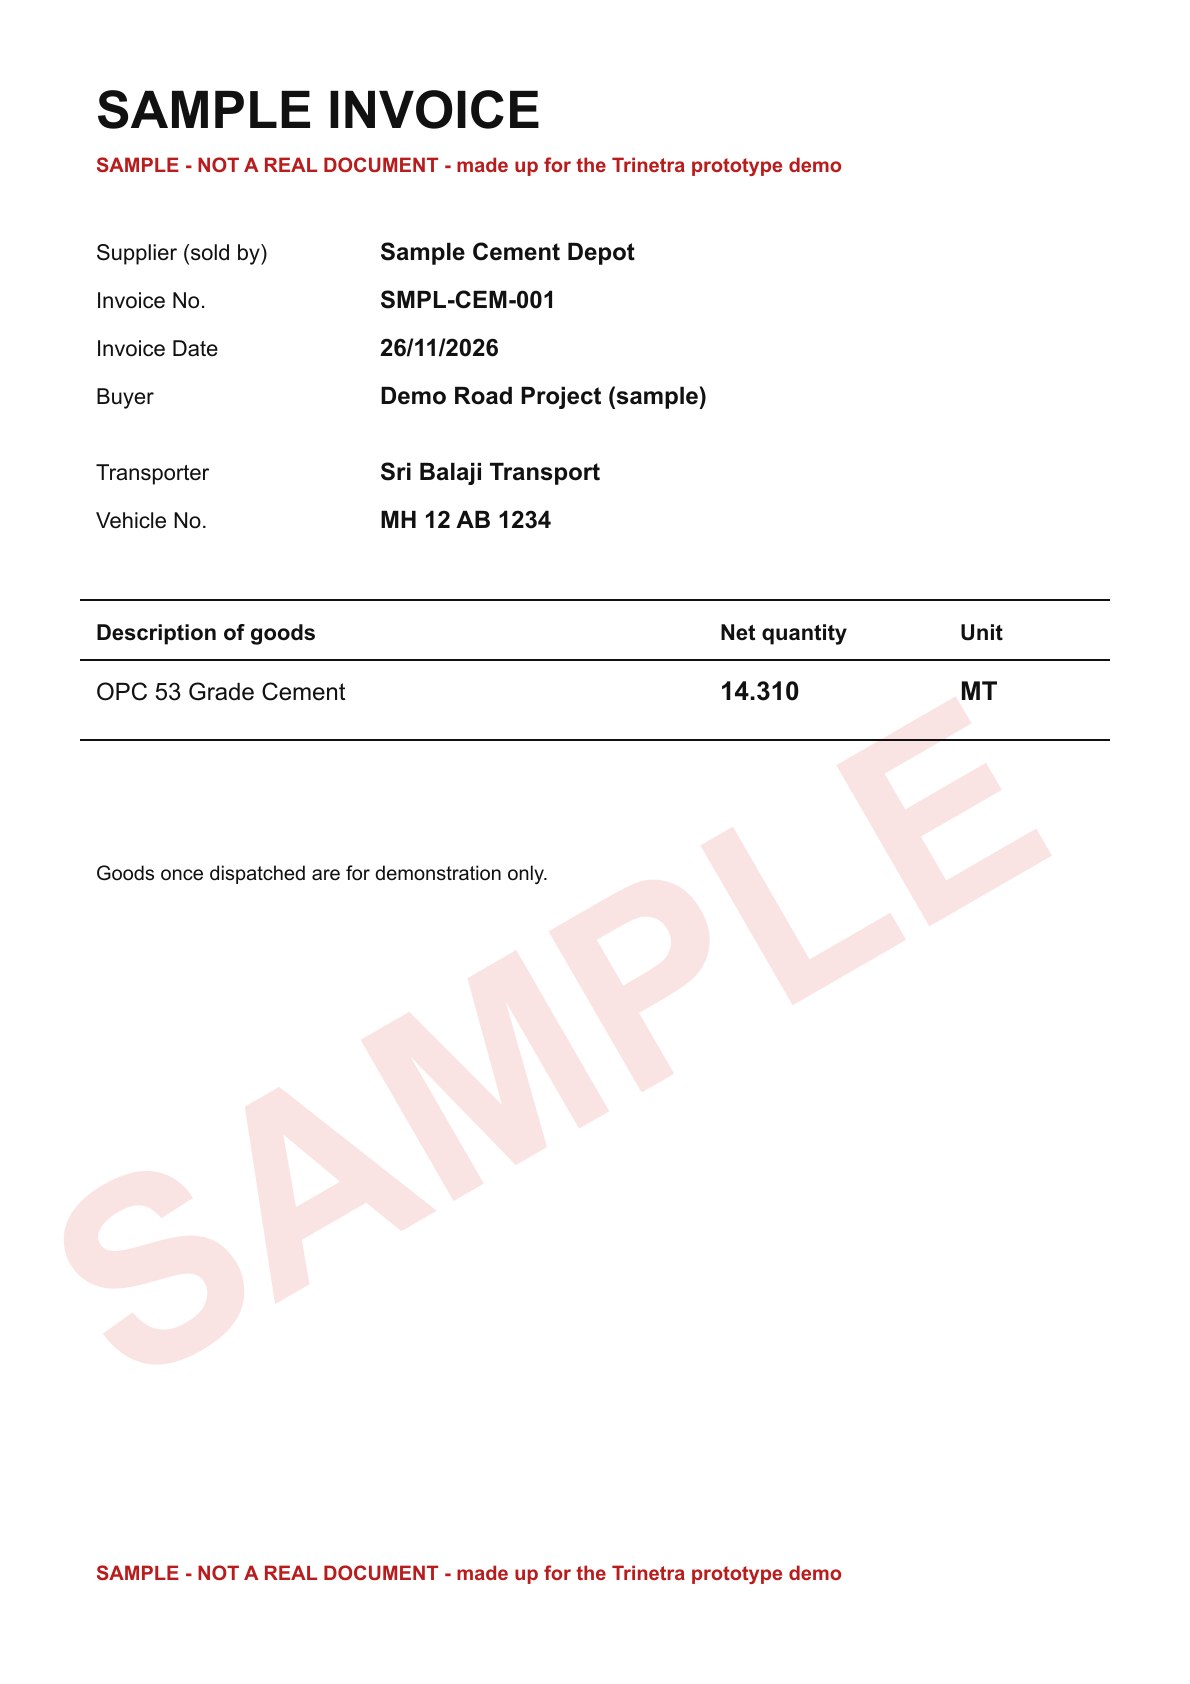 SAMPLE INVOICE
SAMPLE - NOT A REAL DOCUMENT - made up for the Trinetra prototype demo
Supplier (sold by) Sample Cement Depot
Invoice No. SMPL-CEM-001
Invoice Date 26/11/2026
Buyer Demo Road Project (sample)
Transporter Sri Balaji Transport
Vehicle No. MH 12 AB 1234
Description of goods Net quantity Unit
OPC 53 Grade Cement 14.310 MT
Goods once dispatched are for demonstration only.
SAMPLE
SAMPLE - NOT A REAL DOCUMENT - made up for the Trinetra prototype demo